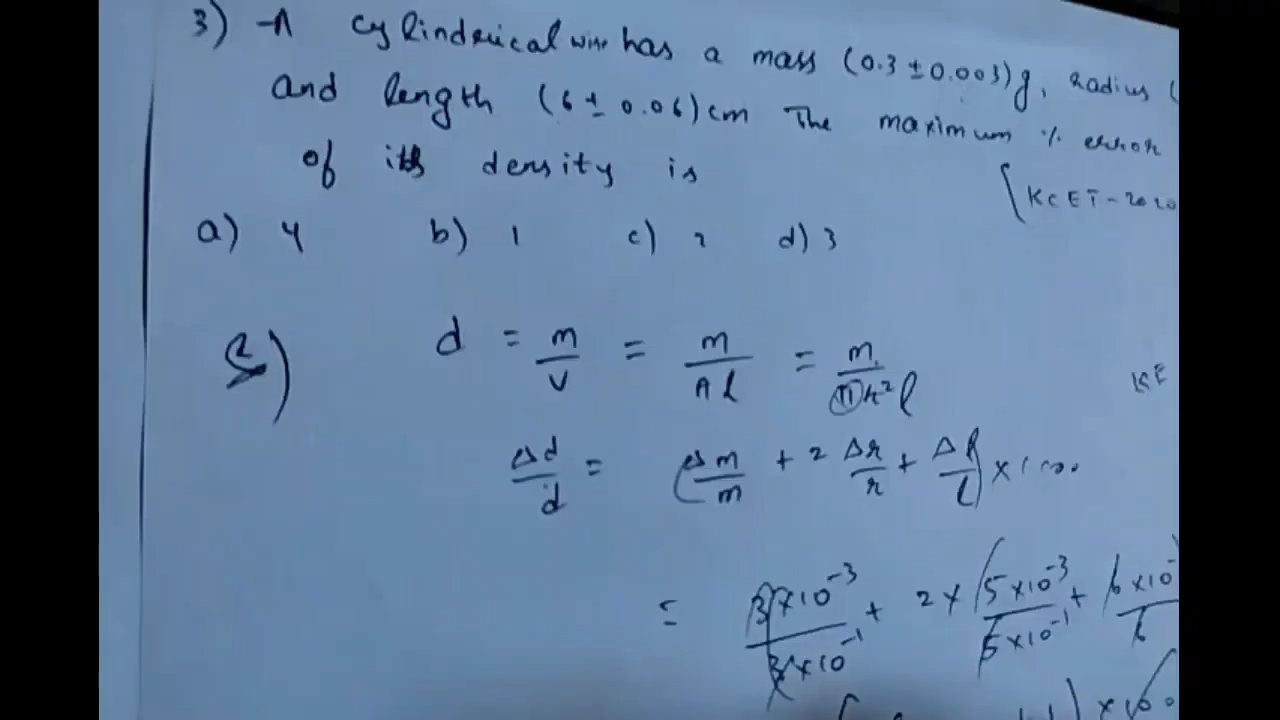 3) A cylindrical wire has a mass (0.3 ± 0.003)g, radius (
and length (6 ± 0.06) cm The maximum % error
of its density is
[KCET-2020
a) 4 b) 1 c) 2 d) 3
S) d = m/V = m/Al = m/πr²l
KE
Δd/d = (Δm/m + 2 Δr/r + Δl/l) × 100
= 3×10⁻³/3×10⁻¹ + 2 × (5×10⁻³/5×10⁻¹ + 6×10⁻/6
) × 100